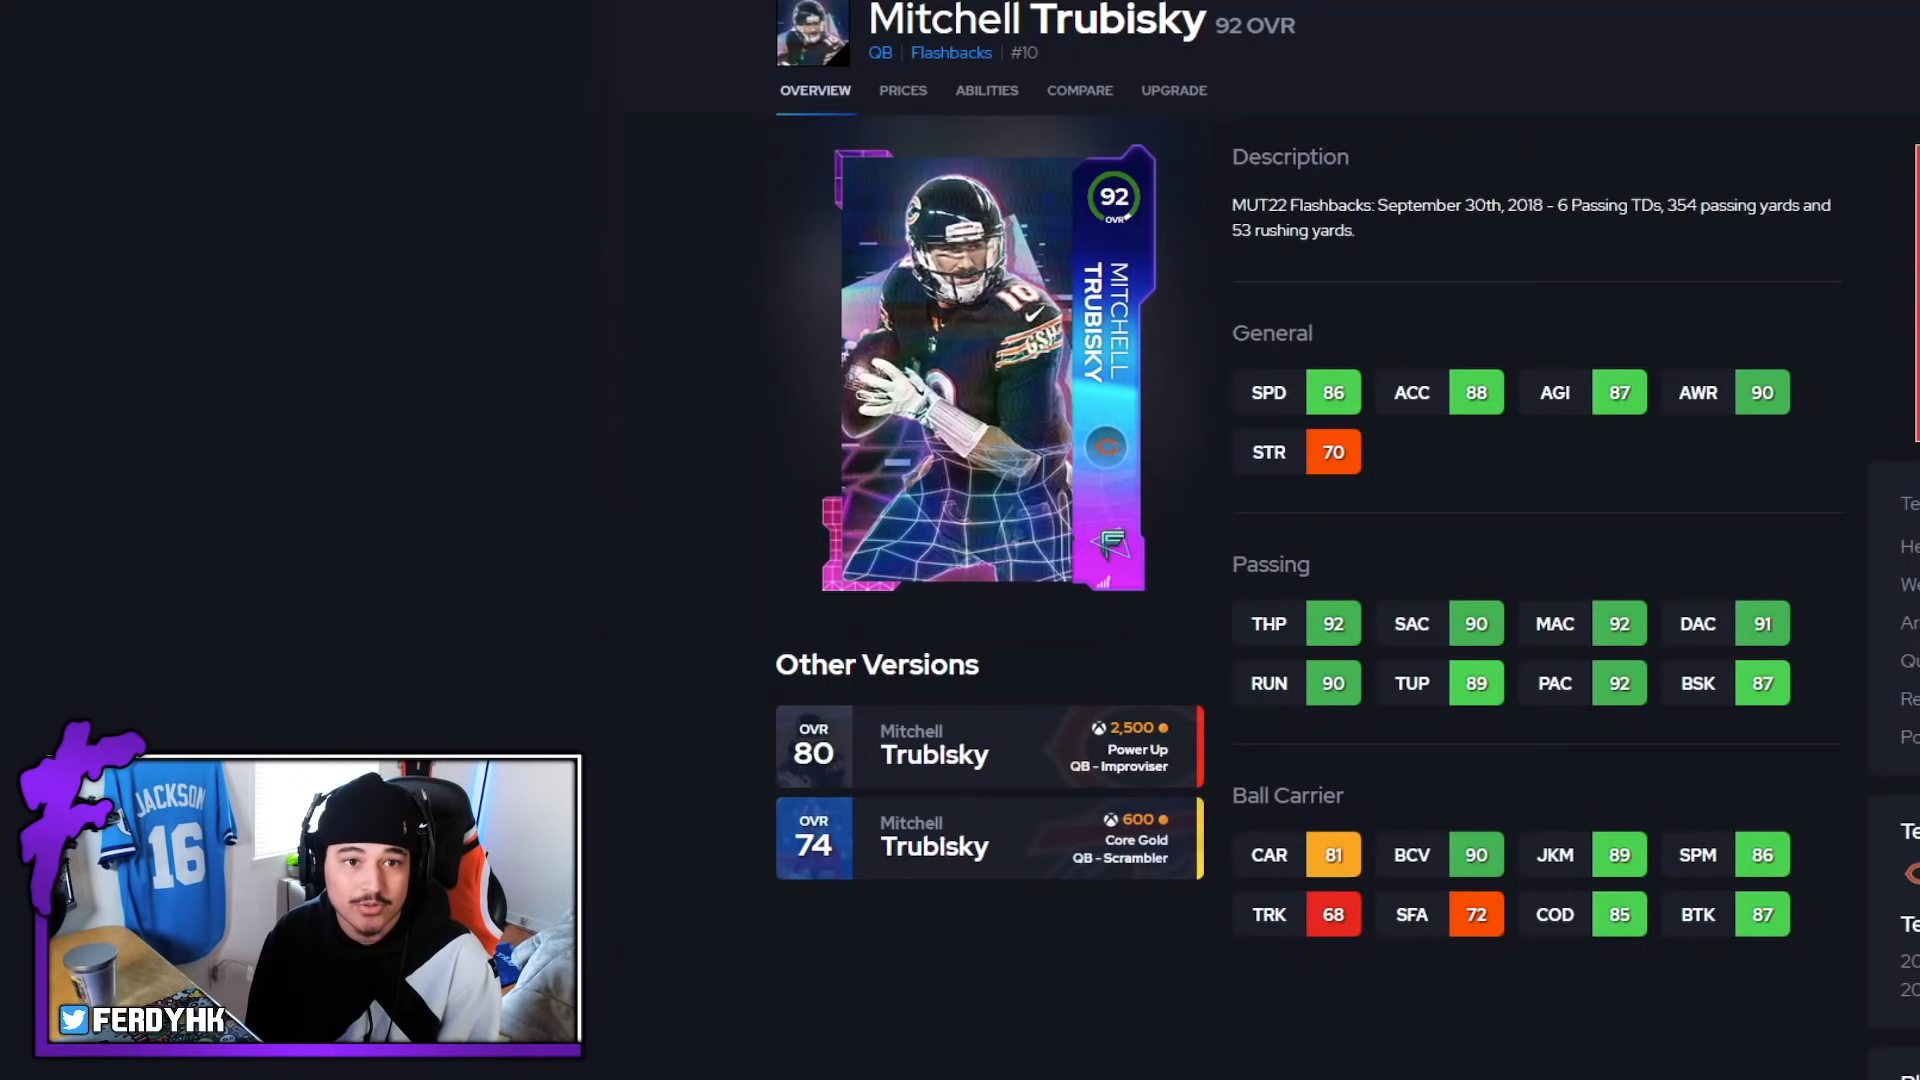 Mitchell Trubisky 92 OVR
QB | Flashbacks | #10
OVERVIEW PRICES ABILITIES COMPARE UPGRADE
92
OVR
MITCHELL
TRUBISKY
10
GSH
Description
MUT22 Flashbacks: September 30th, 2018 - 6 Passing TDs, 354 passing yards and
53 rushing yards.
General
SPD 86 ACC 88 AGI 87 AWR 90
STR 70
Passing
THP 92 SAC 90 MAC 92 DAC 91
RUN 90 TUP 89 PAC 92 BSK 87
Ball Carrier
CAR 81 BCV 90 JKM 89 SPM 86
TRK 68 SFA 72 COD 85 BTK 87
Other Versions
OVR
80
Mitchell
Trubisky
2,500
Power Up
QB - Improviser
OVR
74
Mitchell
Trubisky
600
Core Gold
QB - Scrambler
JACKSON
16
FERDYHK